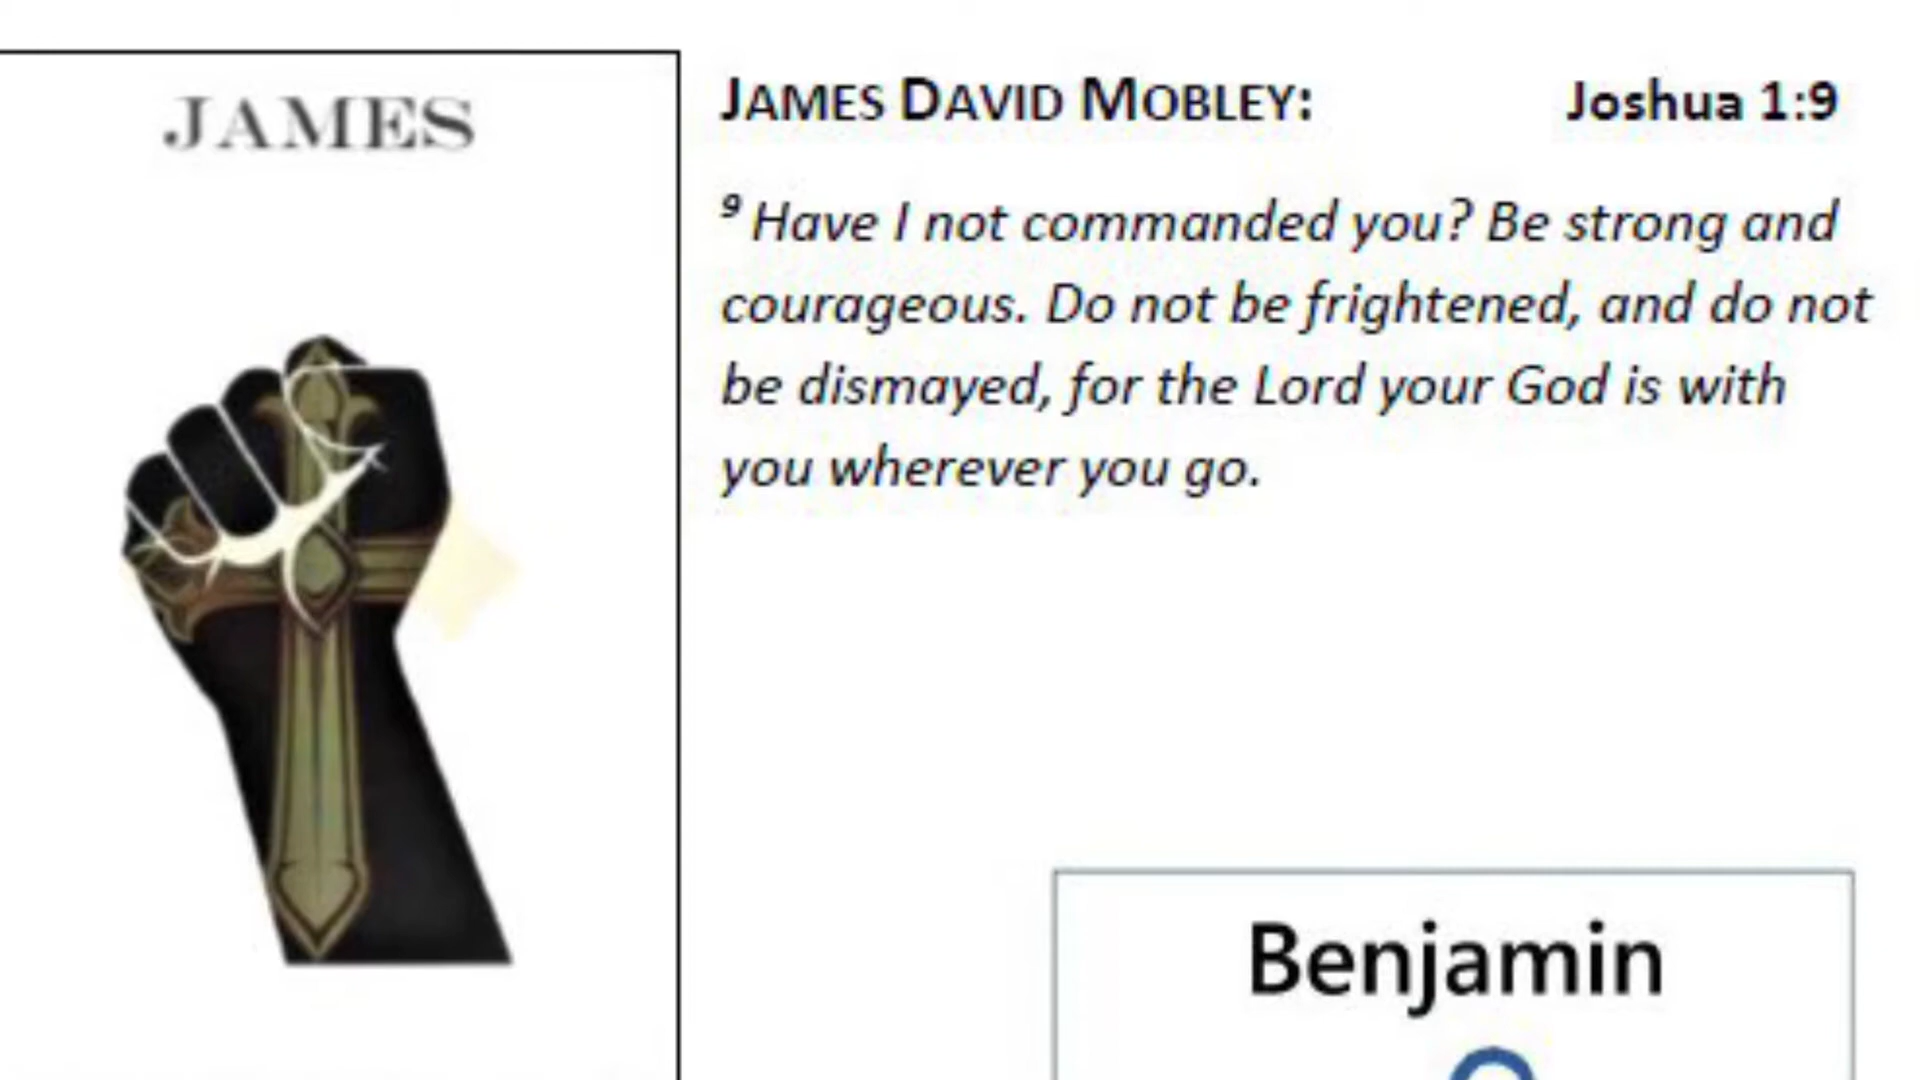 JAMES
JAMES DAVID MOBLEY: Joshua 1:9
⁹ Have I not commanded you? Be strong and
courageous. Do not be frightened, and do not
be dismayed, for the Lord your God is with
you wherever you go.
Benjamin